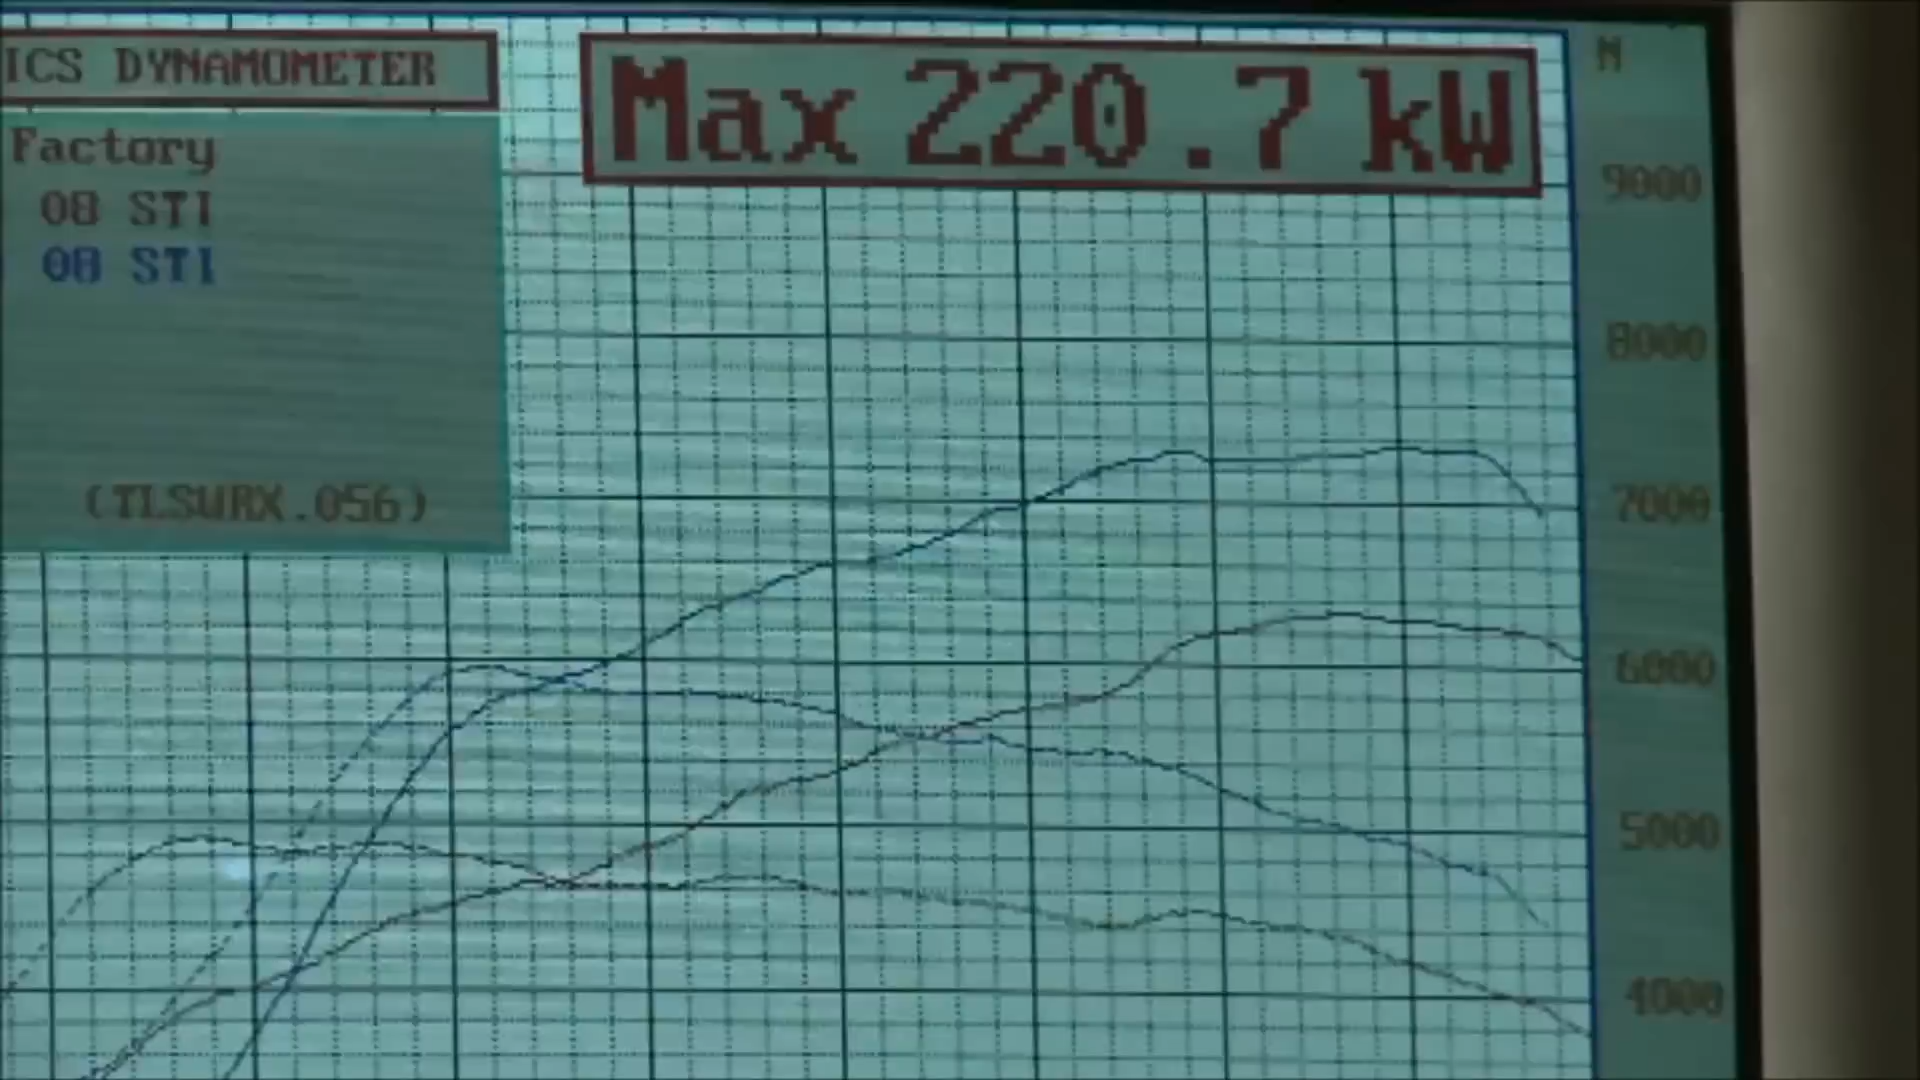 ICS DYNAMOMETER
Max 220.7 kW
Factory
08 STI
08 STI
(TLSWRX.056)
N
9000
8000
7000
6000
5000
4000